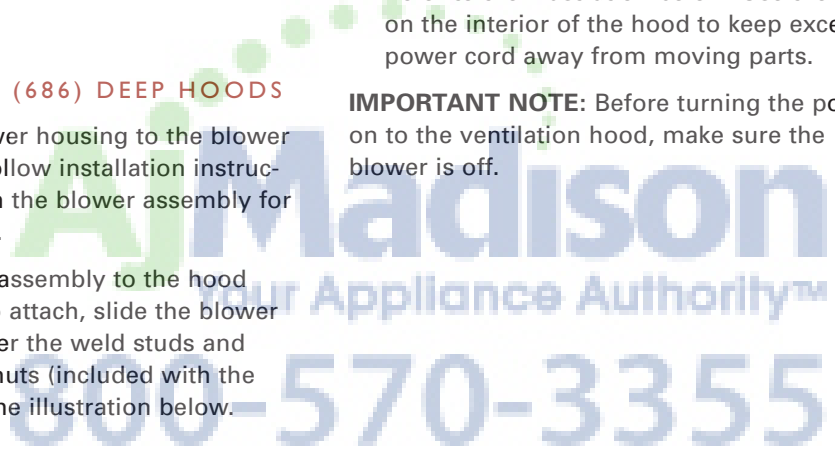 (686) DEEP HOODS
ver housing to the blower
ollow installation instruc-
the blower assembly for
assembly to the hood
attach, slide the blower
er the weld studs and
nuts (included with the
ne illustration below.
on the interior of the hood to keep exce
power cord away from moving parts.
IMPORTANT NOTE: Before turning the po
on to the ventilation hood, make sure the
blower is off.
AjMadison
Your Appliance Authority™
800-570-3355